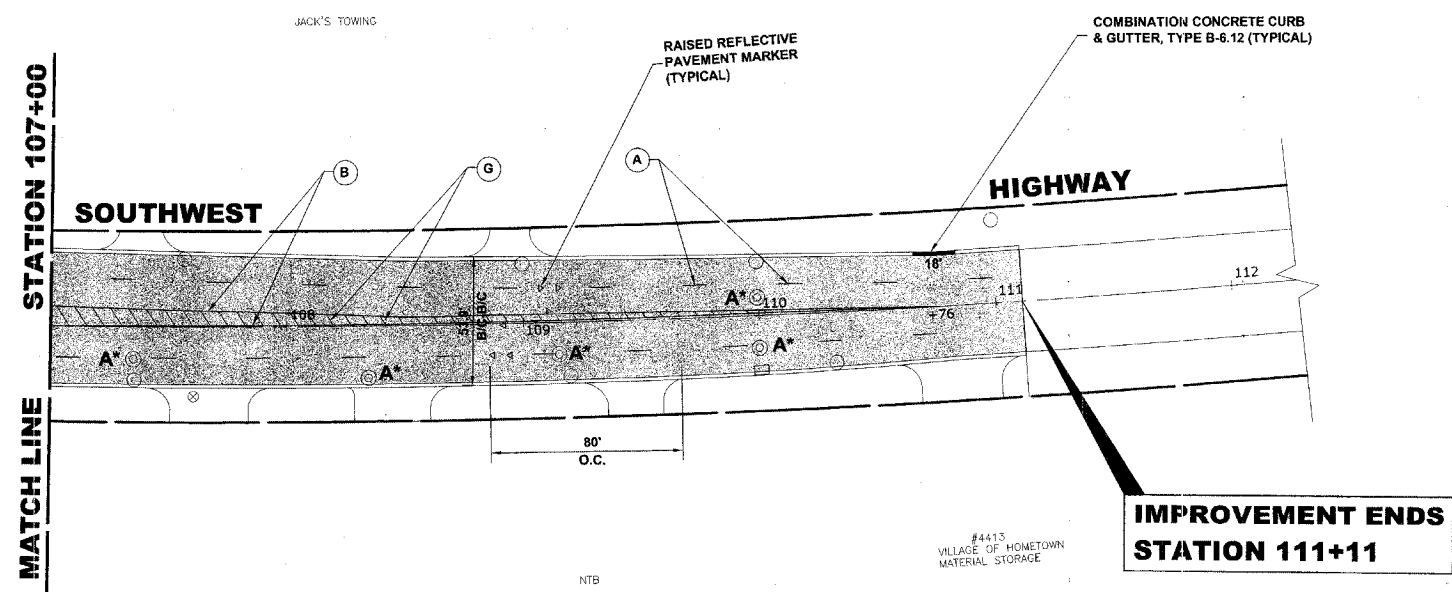 JACK'S TOWING
COMBINATION CONCRETE CURB
& GUTTER, TYPE B-6.12 (TYPICAL)
RAISED REFLECTIVE
PAVEMENT MARKER
(TYPICAL)
MATCH LINE STATION 107+00
B
G
A
SOUTHWEST
HIGHWAY
18'
112
111
A*
110
+76
108
B/C B/C
109
A*
A*
A*
A*
80'
O.C.
IMPROVEMENT ENDS
STATION 111+11
#4413
VILLAGE OF HOMETOWN
MATERIAL STORAGE
NTB